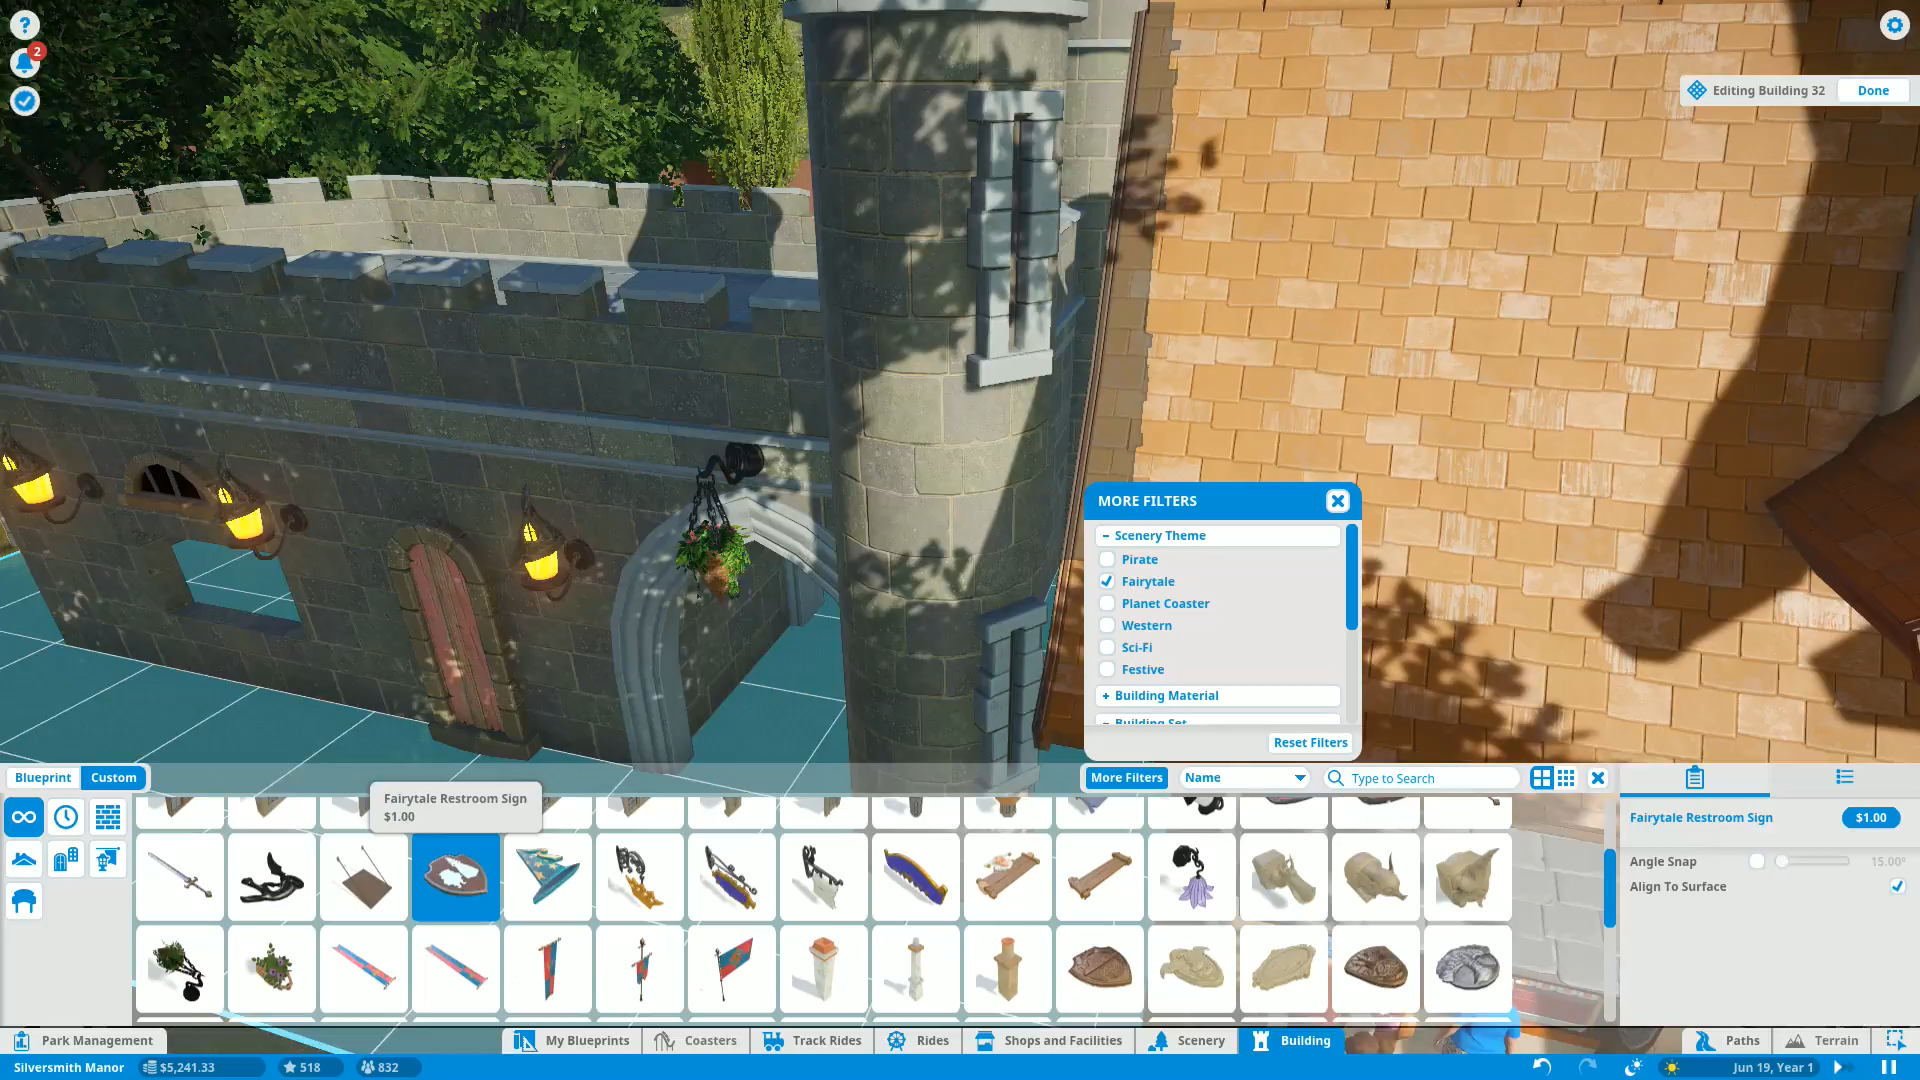 ?
2
Editing Building 32
Done
MORE FILTERS
− Scenery Theme
Pirate
Fairytale
Planet Coaster
Western
Sci-Fi
Festive
+ Building Material
− Building Set
Reset Filters
Blueprint
Custom
More Filters
Name
Type to Search
Fairytale Restroom Sign
$1.00
Fairytale Restroom Sign
$1.00
Angle Snap
15.00°
Align To Surface
Park Management
My Blueprints
Coasters
Track Rides
Rides
Shops and Facilities
Scenery
Building
Paths
Terrain
Silversmith Manor
$5,241.33
518
832
Jun 19, Year 1